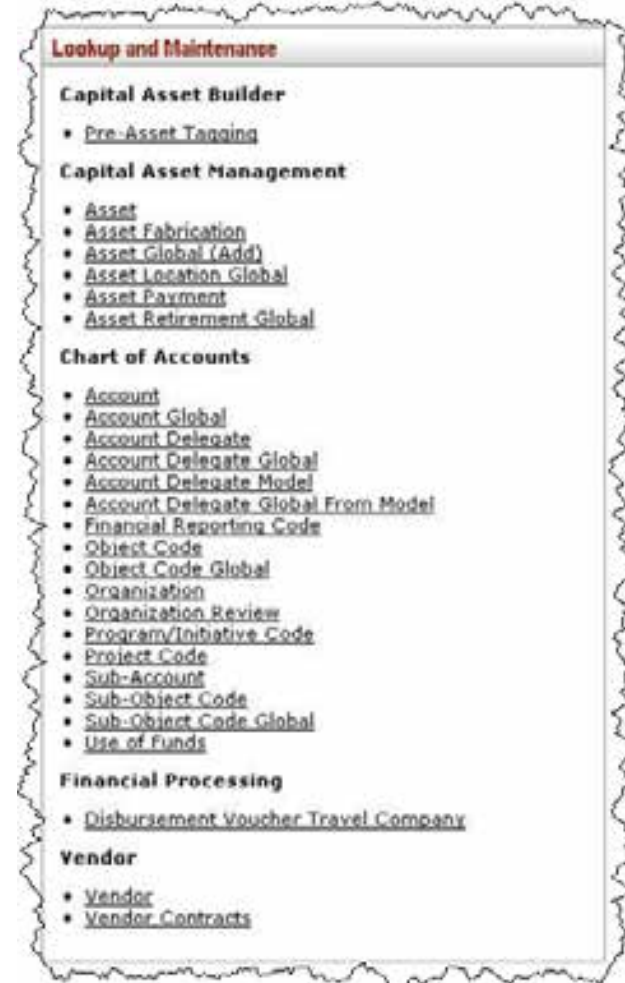 Lookup and Maintenance
Capital Asset Builder
• Pre-Asset Tagging
Capital Asset Management
• Asset
• Asset Fabrication
• Asset Global (Add)
• Asset Location Global
• Asset Payment
• Asset Retirement Global
Chart of Accounts
• Account
• Account Global
• Account Delegate
• Account Delegate Global
• Account Delegate Model
• Account Delegate Global From Model
• Financial Reporting Code
• Object Code
• Object Code Global
• Organization
• Organization Review
• Program/Initiative Code
• Project Code
• Sub-Account
• Sub-Object Code
• Sub-Object Code Global
• Use of Funds
Financial Processing
• Disbursement Voucher Travel Company
Vendor
• Vendor
• Vendor Contracts